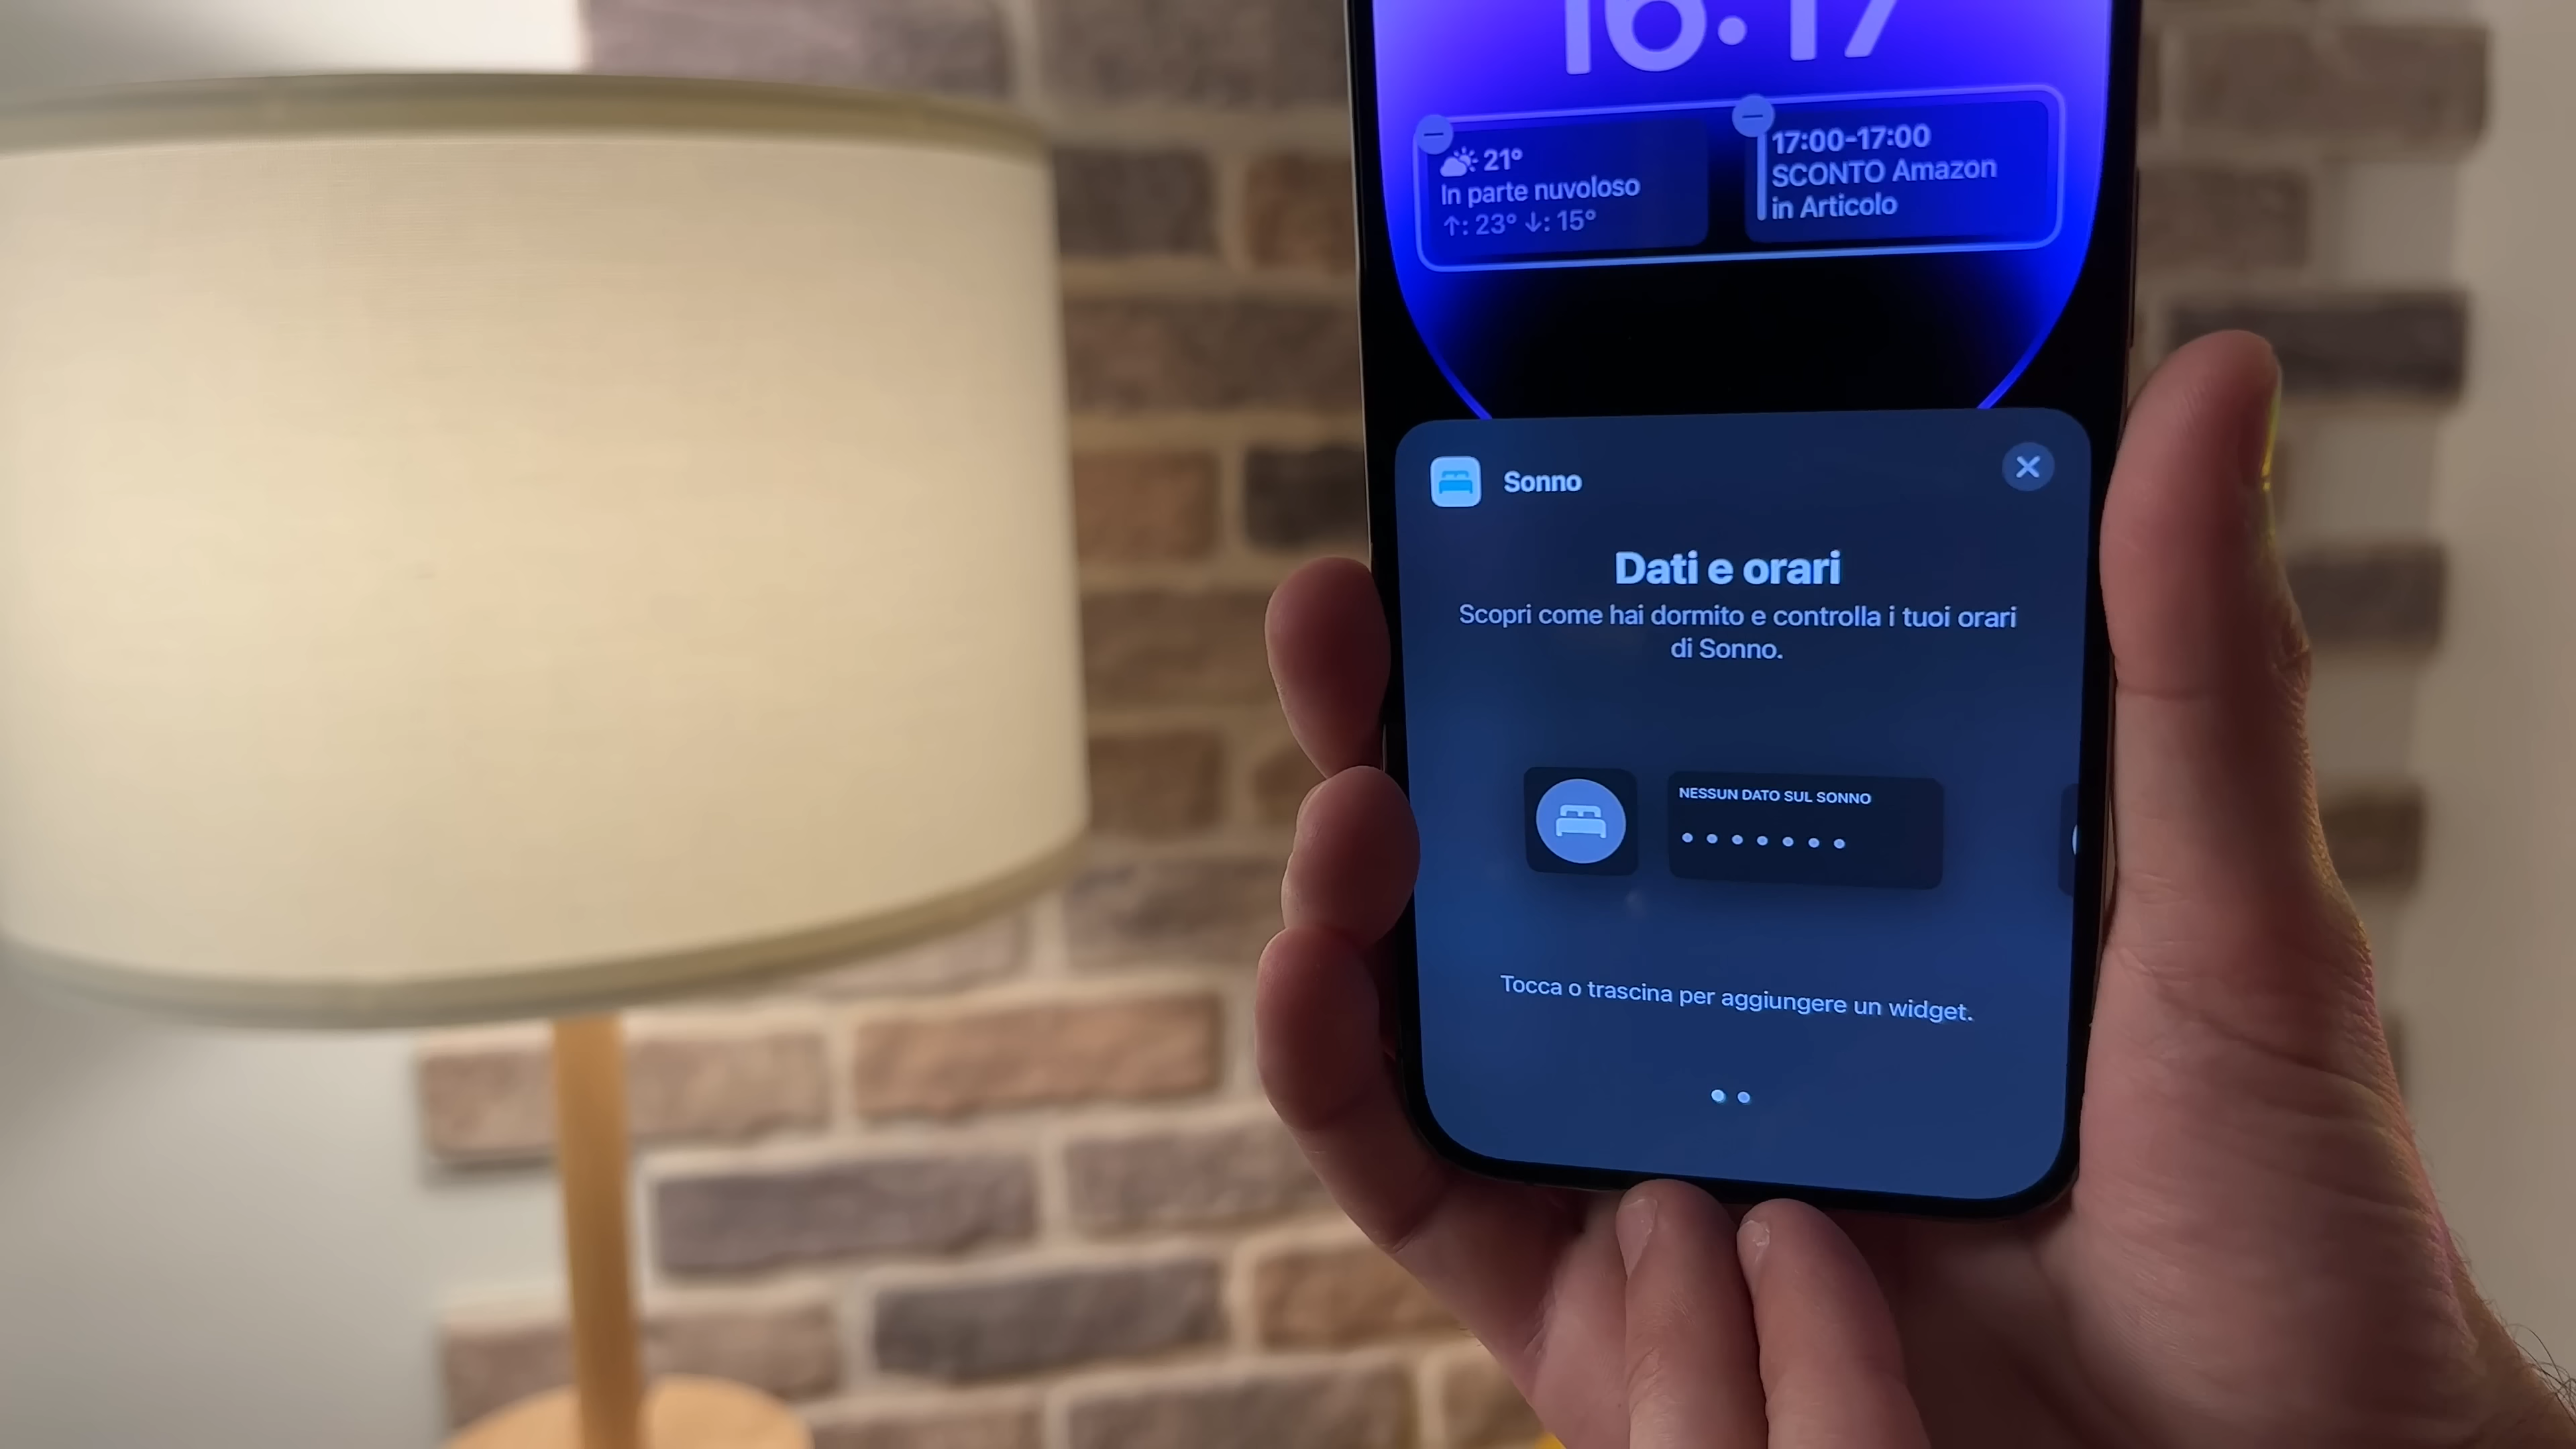 16:17
21°
In parte nuvoloso
↑: 23° ↓: 15°
17:00-17:00
SCONTO Amazon
in Articolo
Sonno
Dati e orari
Scopri come hai dormito e controlla i tuoi orari
di Sonno.
NESSUN DATO SUL SONNO
Tocca o trascina per aggiungere un widget.